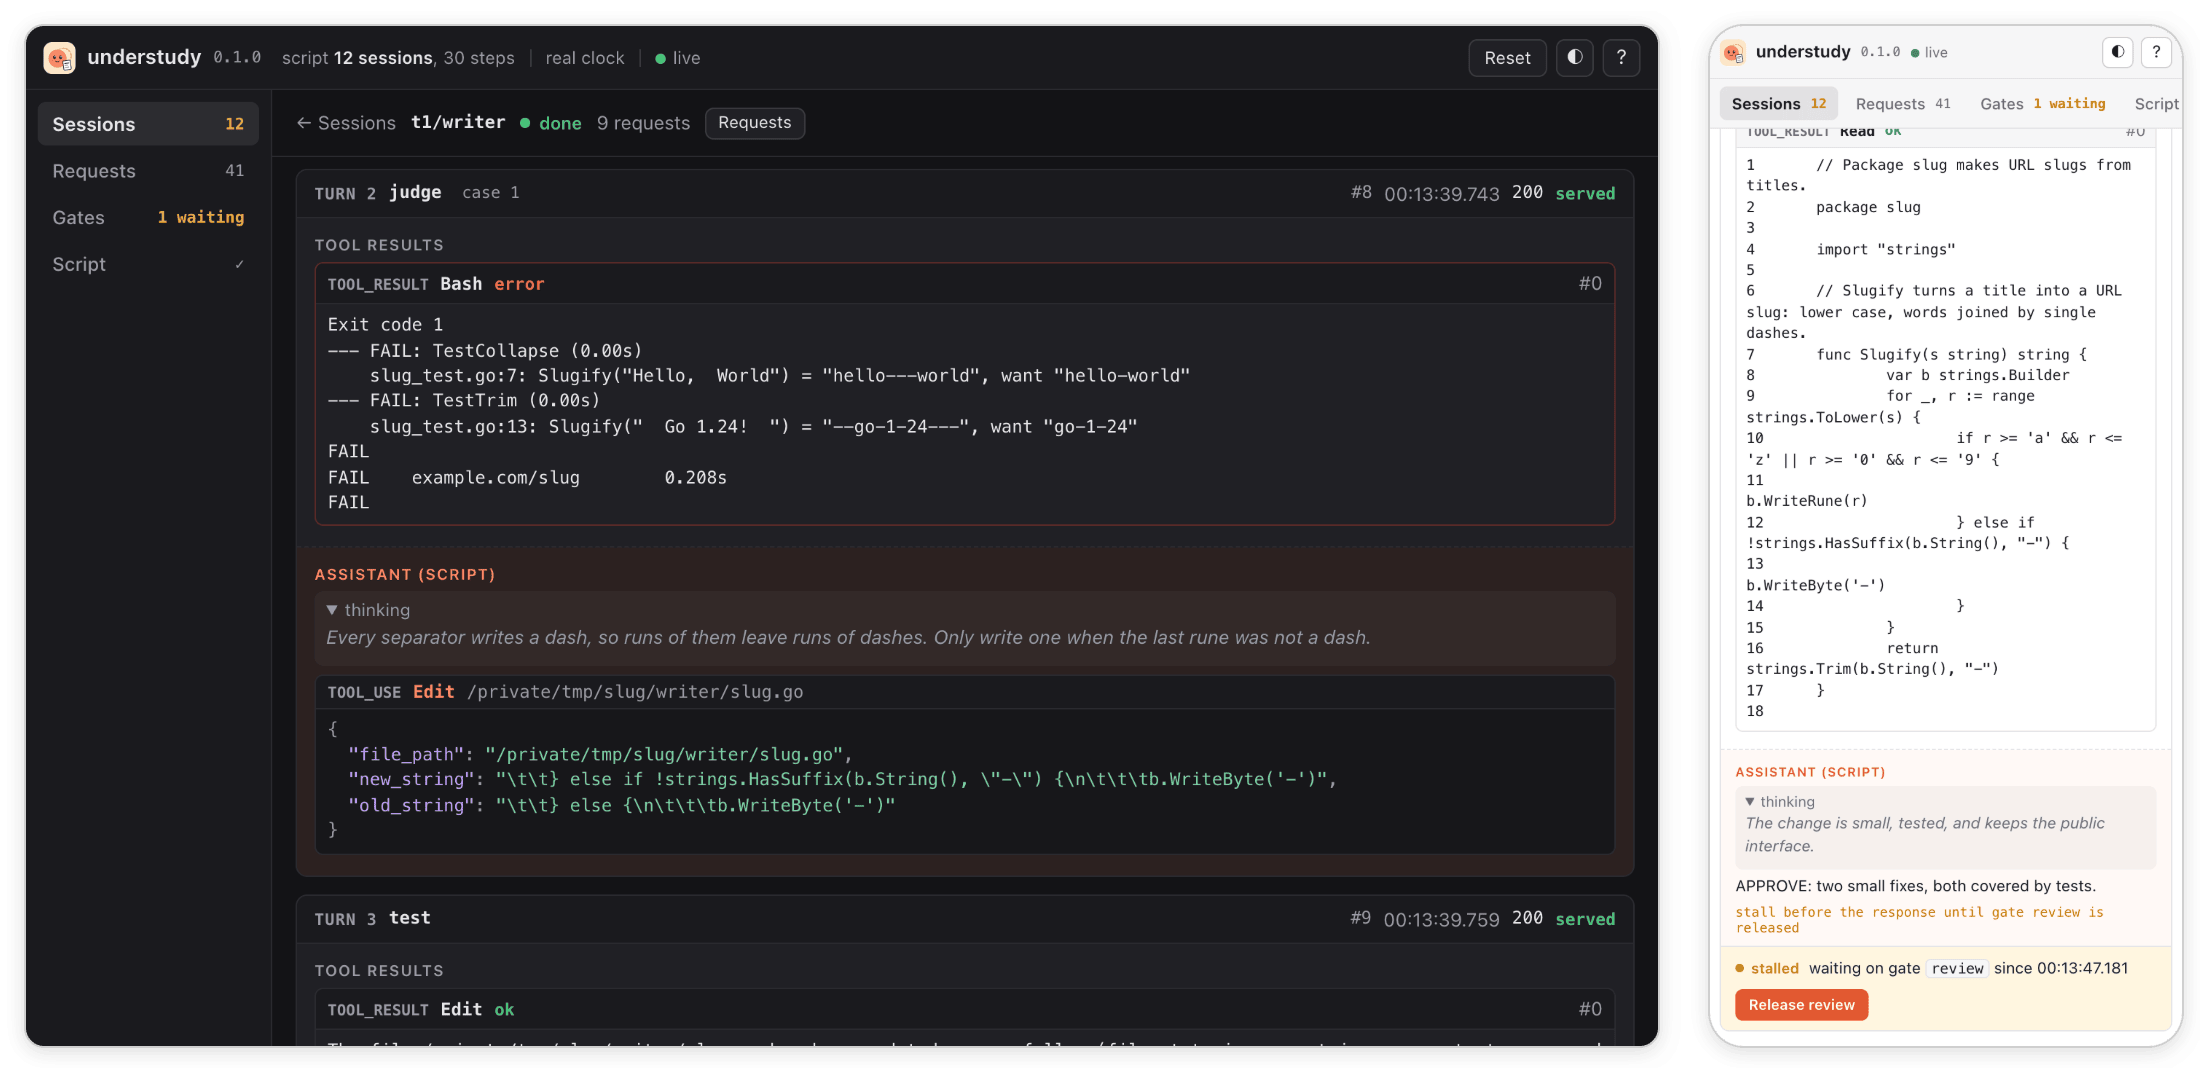 understudy 0.1.0 script 12 sessions, 30 steps real clock live Reset ?
Sessions 12
Requests 41
Gates 1 waiting
Script ✓
← Sessions t1/writer done 9 requests Requests
TURN 2 judge case 1 #8 00:13:39.743 200 served
TOOL RESULTS
TOOL_RESULT Bash error #0
Exit code 1
--- FAIL: TestCollapse (0.00s)
slug_test.go:7: Slugify("Hello,  World") = "hello---world", want "hello-world"
--- FAIL: TestTrim (0.00s)
slug_test.go:13: Slugify("  Go 1.24!  ") = "--go-1-24---", want "go-1-24"
FAIL
FAIL example.com/slug 0.208s
FAIL
ASSISTANT (SCRIPT)
▼ thinking
Every separator writes a dash, so runs of them leave runs of dashes. Only write one when the last rune was not a dash.
TOOL_USE Edit /private/tmp/slug/writer/slug.go
{
"file_path": "/private/tmp/slug/writer/slug.go",
"new_string": "\t\t} else if !strings.HasSuffix(b.String(), \"-\") {\n\t\t\tb.WriteByte('-')",
"old_string": "\t\t} else {\n\t\t\tb.WriteByte('-')"
}
TURN 3 test #9 00:13:39.759 200 served
TOOL RESULTS
TOOL_RESULT Edit ok #0
understudy 0.1.0 live ?
Sessions 12 Requests 41 Gates 1 waiting Script
TOOL_RESULT Read ok #0
1 // Package slug makes URL slugs from
titles.
2 package slug
3
4 import "strings"
5
6 // Slugify turns a title into a URL
slug: lower case, words joined by single
dashes.
7 func Slugify(s string) string {
8 var b strings.Builder
9 for _, r := range
strings.ToLower(s) {
10 if r >= 'a' && r <=
'z' || r >= '0' && r <= '9' {
11
b.WriteRune(r)
12 } else if
!strings.HasSuffix(b.String(), "-") {
13
b.WriteByte('-')
14 }
15 }
16 return
strings.Trim(b.String(), "-")
17 }
18
ASSISTANT (SCRIPT)
▼ thinking
The change is small, tested, and keeps the public
interface.
APPROVE: two small fixes, both covered by tests.
stall before the response until gate review is
released
stalled waiting on gate review since 00:13:47.181
Release review